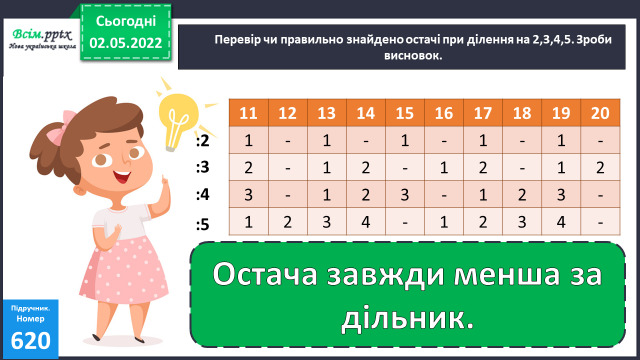 Всім.pptx
Нова українська школа
Сьогодні
02.05.2022
Перевір чи правильно знайдено остачі при ділення на 2,3,4,5. Зроби
висновок.
11 12 13 14 15 16 17 18 19 20
:2 1 - 1 - 1 - 1 - 1 -
:3 2 - 1 2 - 1 2 - 1 2
:4 3 - 1 2 3 - 1 2 3 -
:5 1 2 3 4 - 1 2 3 4 -
Остача завжди менша за
дільник.
Підручник.
Номер
620